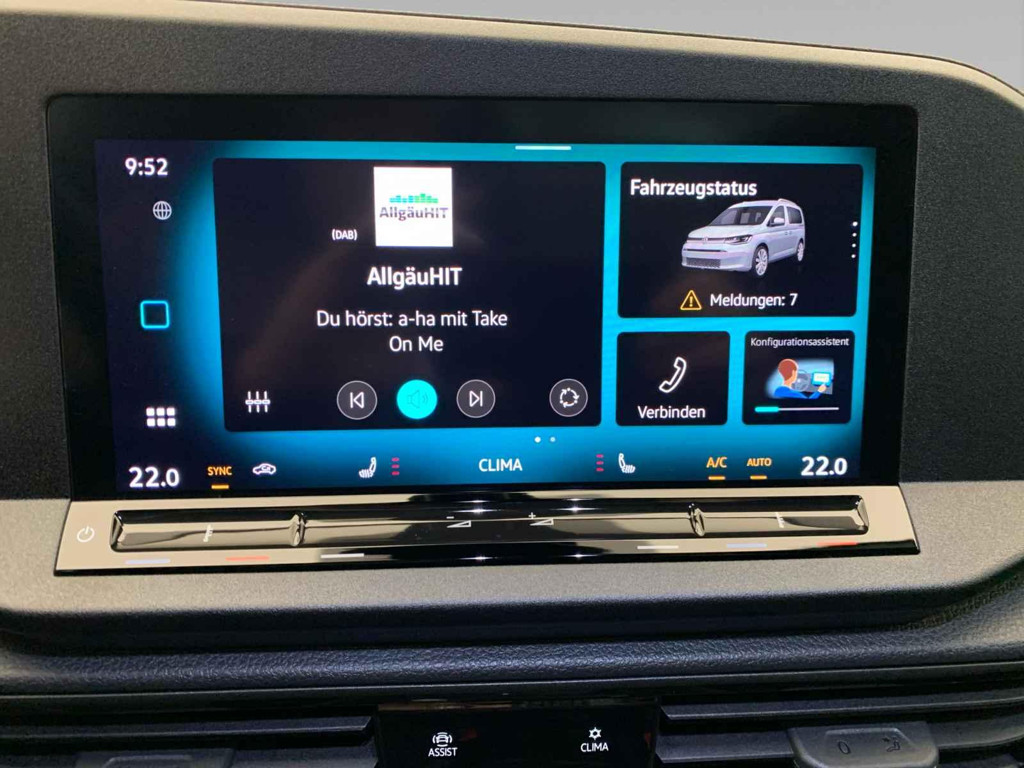 9:52
AllgäuHIT
(DAB)
AllgäuHIT
Du hörst: a-ha mit Take
On Me
Fahrzeugstatus
Meldungen: 7
Verbinden
Konfigurationsassistent
22.0
SYNC
CLIMA
A/C
AUTO
22.0
- +
ASSIST
CLIMA
0